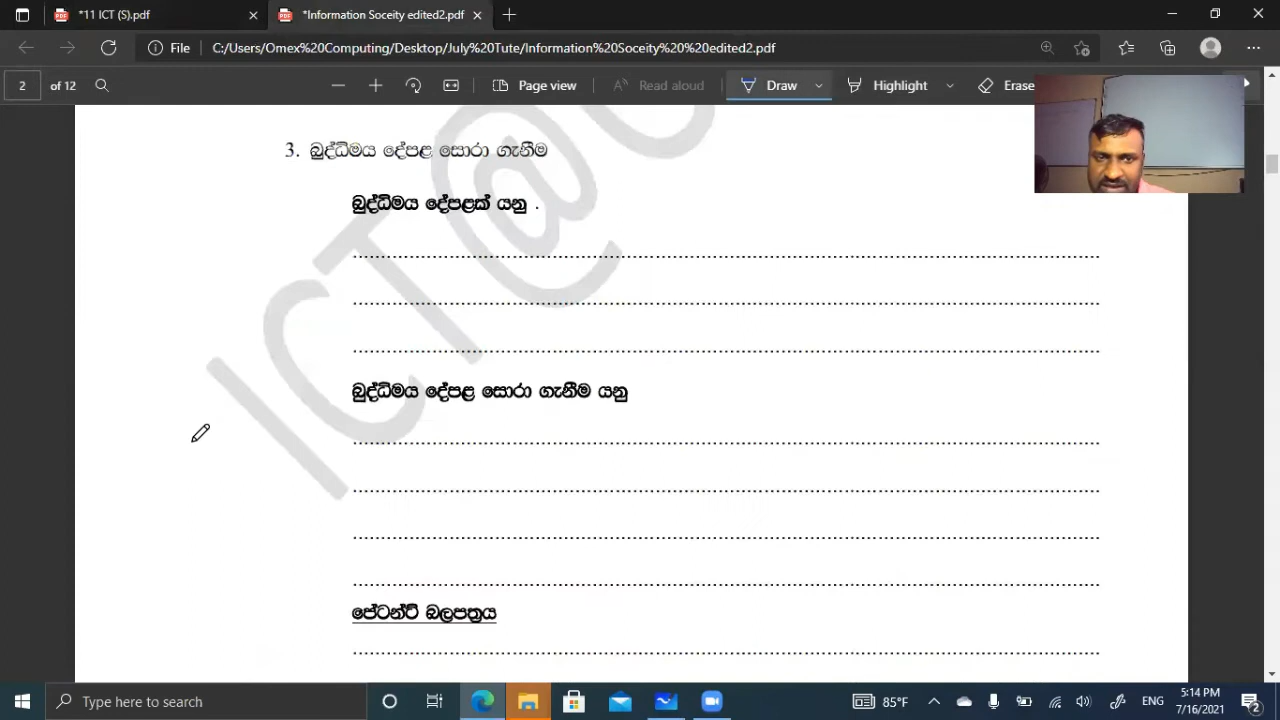 *11 ICT (S).pdf
*Information Soceity edited2.pdf
File C:/Users/Omex%20Computing/Desktop/July%20Tute/Information%20Soceity%20%20edited2.pdf
2 of 12 Page view Read aloud Draw Highlight Erase
ICT@
3. බුද්ධිමය දේපළ සොරා ගැනීම
බුද්ධිමය දේපළක් යනු .
බුද්ධිමය දේපළ සොරා ගැනීම යනු
පේටන්ට් බලපත්‍රය
Type here to search
85°F ENG 5:14 PM
7/16/2021 2